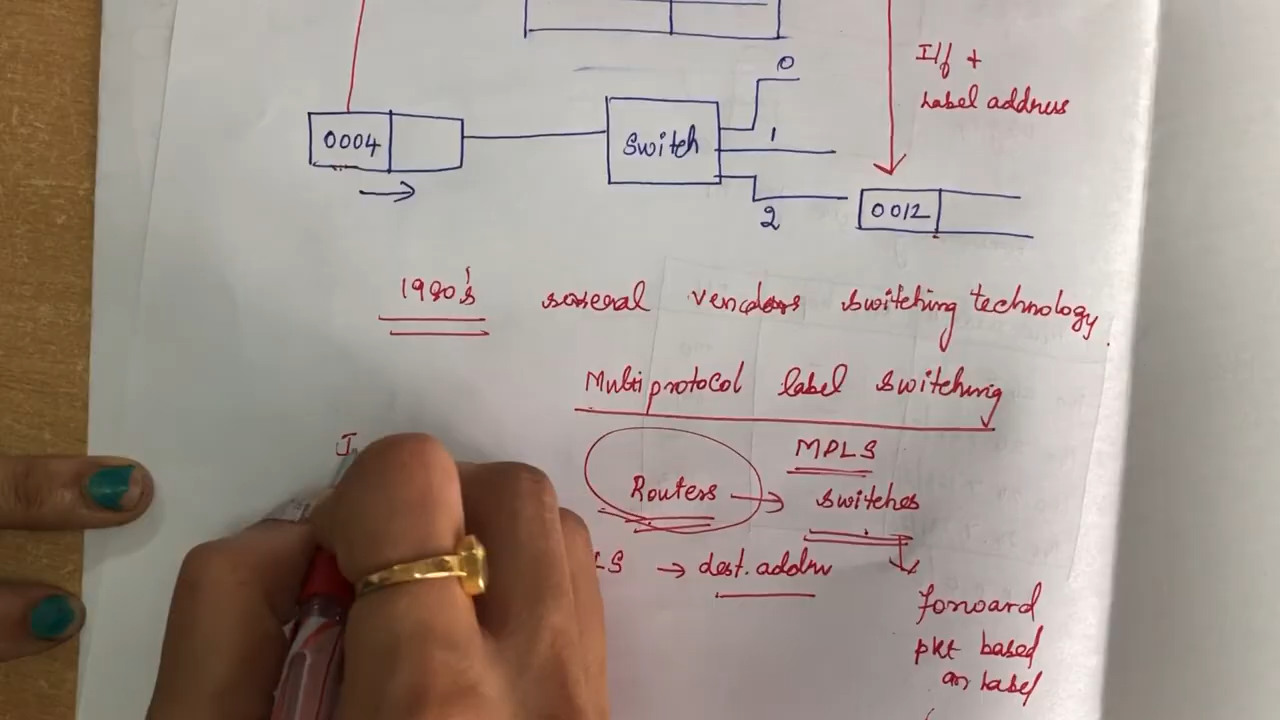 I/f +
Label address
0
0004
Switch
1
2
0012
1980's several vendors switching technology.
Multiprotocol label switching
MPLS
Routers → switches
LS → dest. addr
forward
pkt based
on label